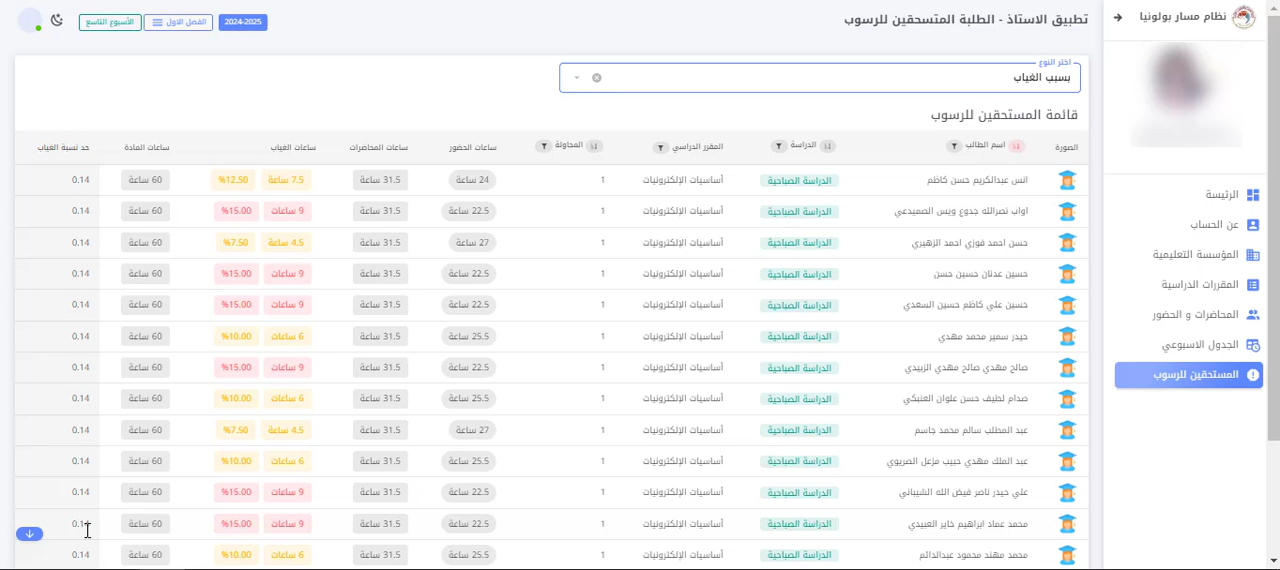 نظام مسار بولونيا
الرئيسة
عن الحساب
المؤسسة التعليمية
المقررات الدراسية
المحاضرات و الحضور
الجدول الاسبوعي
المستحقين للرسوب
تطبيق الاستاذ - الطلبة المتسحقين للرسوب
2024-2025 الفصل الاول الأسبوع التاسع
اختر النوع
بسبب الغياب
قائمة المستحقين للرسوب
الصورة اسم الطالب الدراسة المقرر الدراسي المحاولة ساعات الحضور ساعات المحاضرات ساعات الغياب ساعات المادة حد نسبة الغياب
انس عبدالكريم حسن كاظم الدراسة الصباحية أساسيات الإلكترونيات 1 24 ساعة 31.5 ساعة 7.5 ساعة %12.50 60 ساعة 0.14
اواب نصرالله جدوع ويس الصميدعي الدراسة الصباحية أساسيات الإلكترونيات 1 22.5 ساعة 31.5 ساعة 9 ساعات %15.00 60 ساعة 0.14
حسن احمد فوزي احمد الزهيري الدراسة الصباحية أساسيات الإلكترونيات 1 27 ساعة 31.5 ساعة 4.5 ساعة %7.50 60 ساعة 0.14
حسين عدنان حسين حسن الدراسة الصباحية أساسيات الإلكترونيات 1 22.5 ساعة 31.5 ساعة 9 ساعات %15.00 60 ساعة 0.14
حسين علي كاظم حسين السعدي الدراسة الصباحية أساسيات الإلكترونيات 1 22.5 ساعة 31.5 ساعة 9 ساعات %15.00 60 ساعة 0.14
حيدر سمير محمد مهدي الدراسة الصباحية أساسيات الإلكترونيات 1 25.5 ساعة 31.5 ساعة 6 ساعات %10.00 60 ساعة 0.14
صالح مهدي صالح مهدي الزبيدي الدراسة الصباحية أساسيات الإلكترونيات 1 22.5 ساعة 31.5 ساعة 9 ساعات %15.00 60 ساعة 0.14
صدام لطيف حسن علوان العنبكي الدراسة الصباحية أساسيات الإلكترونيات 1 25.5 ساعة 31.5 ساعة 6 ساعات %10.00 60 ساعة 0.14
عبد المطلب سالم محمد جاسم الدراسة الصباحية أساسيات الإلكترونيات 1 27 ساعة 31.5 ساعة 4.5 ساعة %7.50 60 ساعة 0.14
عبد الملك مهدي حبيب مزعل الصريوي الدراسة الصباحية أساسيات الإلكترونيات 1 25.5 ساعة 31.5 ساعة 6 ساعات %10.00 60 ساعة 0.14
علي حيدر ناصر فيض الله الشيباني الدراسة الصباحية أساسيات الإلكترونيات 1 22.5 ساعة 31.5 ساعة 9 ساعات %15.00 60 ساعة 0.14
محمد عماد ابراهيم خابر العبيدي الدراسة الصباحية أساسيات الإلكترونيات 1 22.5 ساعة 31.5 ساعة 9 ساعات %15.00 60 ساعة 0.14
محمد مهند محمود عبدالدائم الدراسة الصباحية أساسيات الإلكترونيات 1 25.5 ساعة 31.5 ساعة 6 ساعات %10.00 60 ساعة 0.14